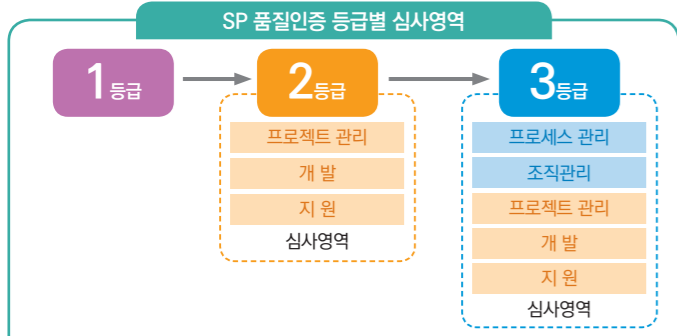 SP 품질인증 등급별 심사영역
1등급
2등급
3등급
프로젝트 관리
개 발
지 원
심사영역
프로세스 관리
조직관리
프로젝트 관리
개 발
지 원
심사영역